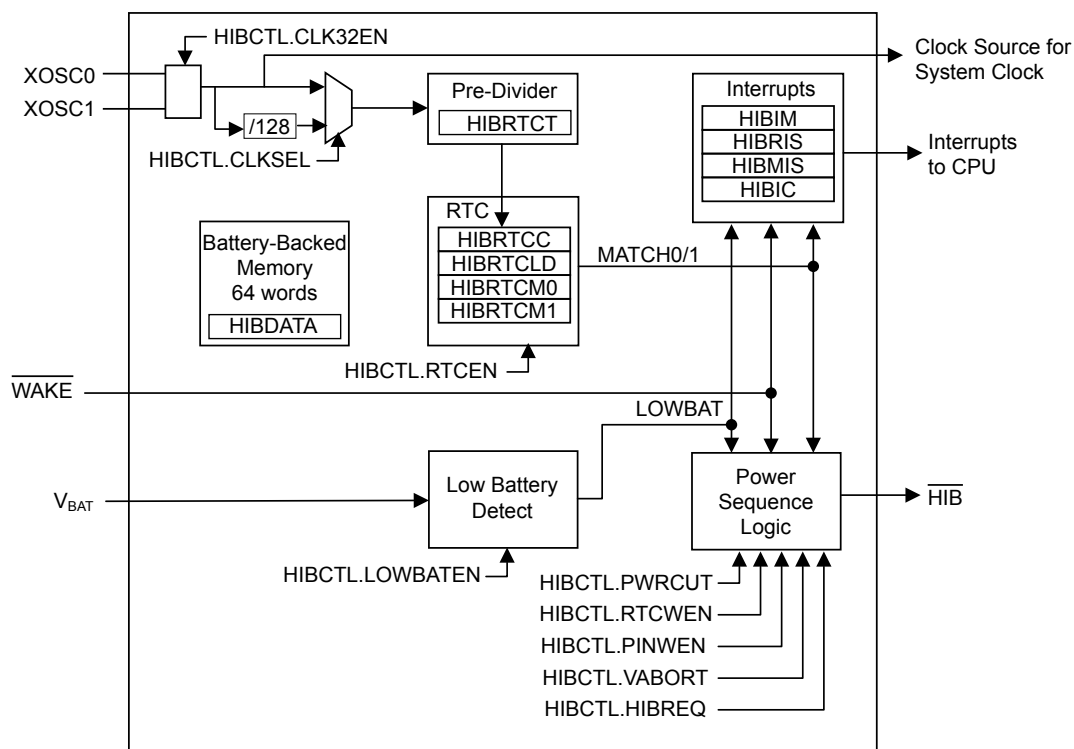 HIBCTL.CLK32EN
XOSC0
XOSC1
/128
HIBCTL.CLKSEL
Pre-Divider
HIBRTCT
Clock Source for
System Clock
Interrupts
HIBIM
HIBRIS
HIBMIS
HIBIC
Interrupts
to CPU
Battery-Backed
Memory
64 words
HIBDATA
RTC
HIBRTCC
HIBRTCLD
HIBRTCM0
HIBRTCM1
MATCH0/1
HIBCTL.RTCEN
WAKE
LOWBAT
VBAT
Low Battery
Detect
HIBCTL.LOWBATEN
Power
Sequence
Logic
HIB
HIBCTL.PWRCUT
HIBCTL.RTCWEN
HIBCTL.PINWEN
HIBCTL.VABORT
HIBCTL.HIBREQ